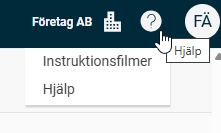 Företag AB
?
FÄ
Hjälp
Instruktionsfilmer
Hjälp